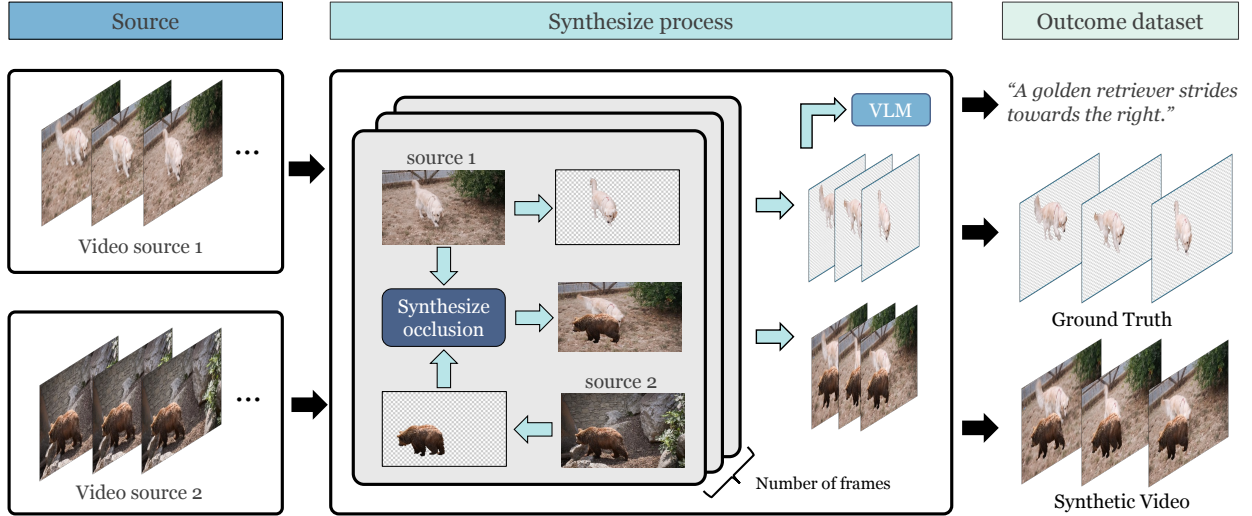 Source
Synthesize process
Outcome dataset
Video source 1
...
Video source 2
...
source 1
Synthesize
occlusion
source 2
Number of frames
VLM
“A golden retriever strides
towards the right.”
Ground Truth
Synthetic Video